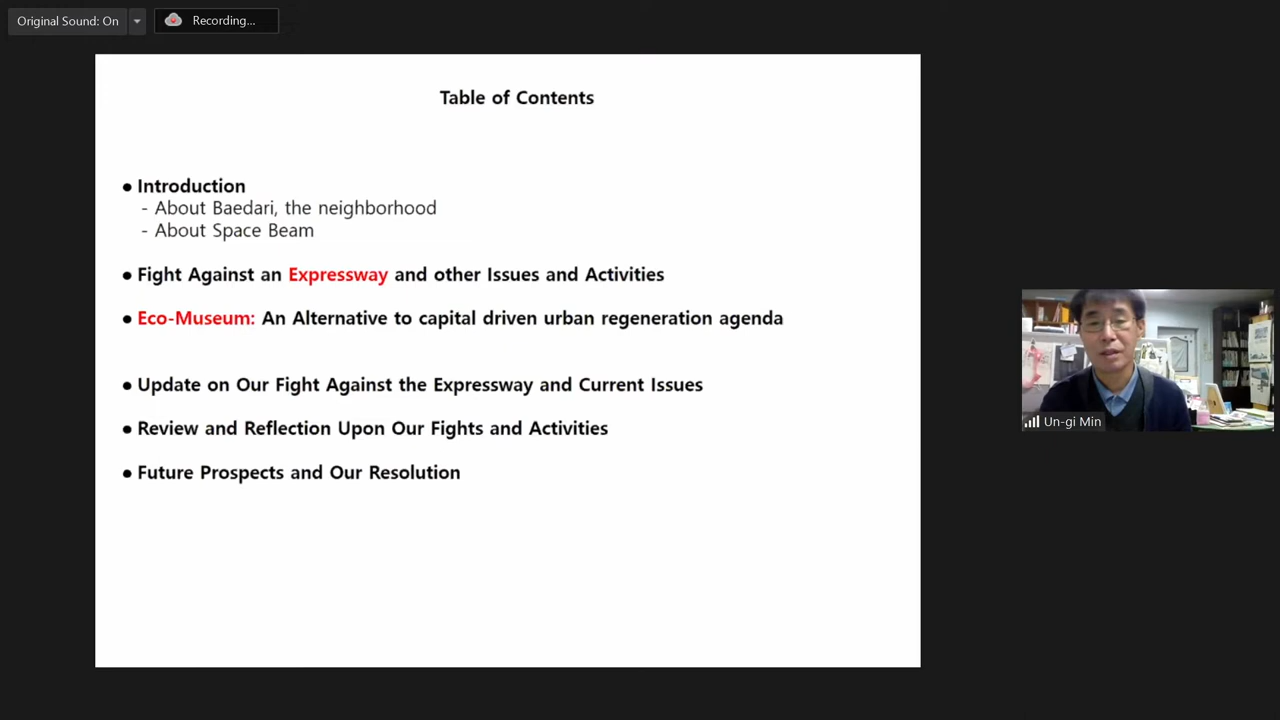 Original Sound: On
Recording...
Table of Contents
● Introduction
- About Baedari, the neighborhood
- About Space Beam
● Fight Against an Expressway and other Issues and Activities
● Eco-Museum: An Alternative to capital driven urban regeneration agenda
● Update on Our Fight Against the Expressway and Current Issues
● Review and Reflection Upon Our Fights and Activities
● Future Prospects and Our Resolution
Un-gi Min